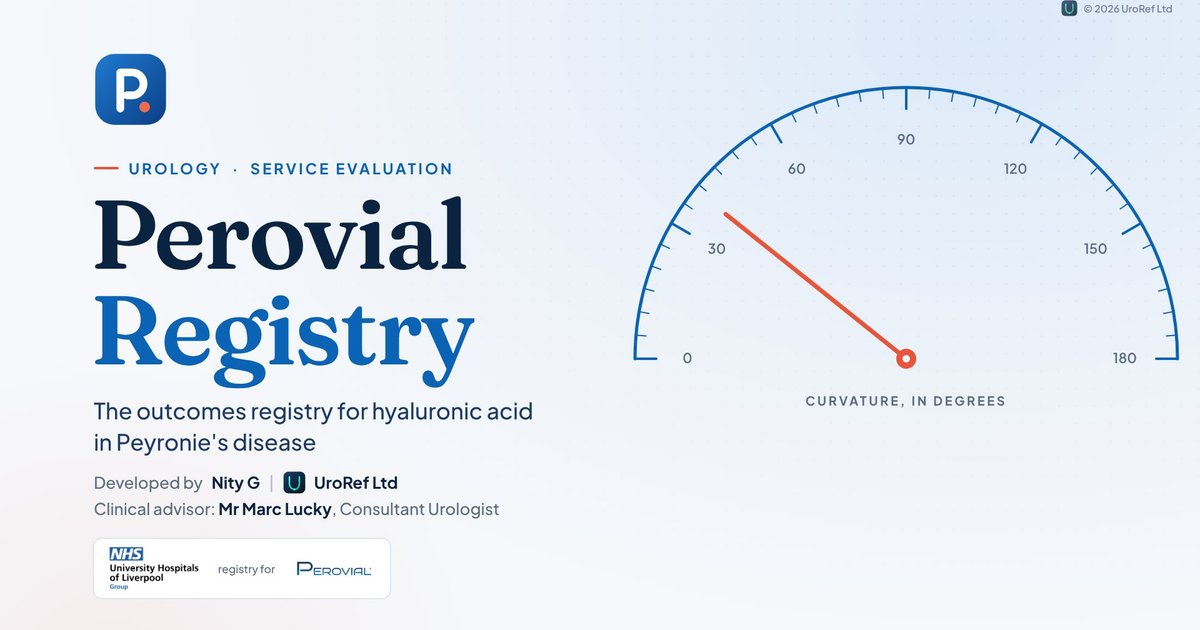 U © 2026 UroRef Ltd
P.
UROLOGY · SERVICE EVALUATION
Perovial
Registry
The outcomes registry for hyaluronic acid
in Peyronie's disease
Developed by Nity G | U UroRef Ltd
Clinical advisor: Mr Marc Lucky, Consultant Urologist
NHS
University Hospitals
of Liverpool
Group
registry for
PEROVIAL
0
30
60
90
120
150
180
CURVATURE, IN DEGREES